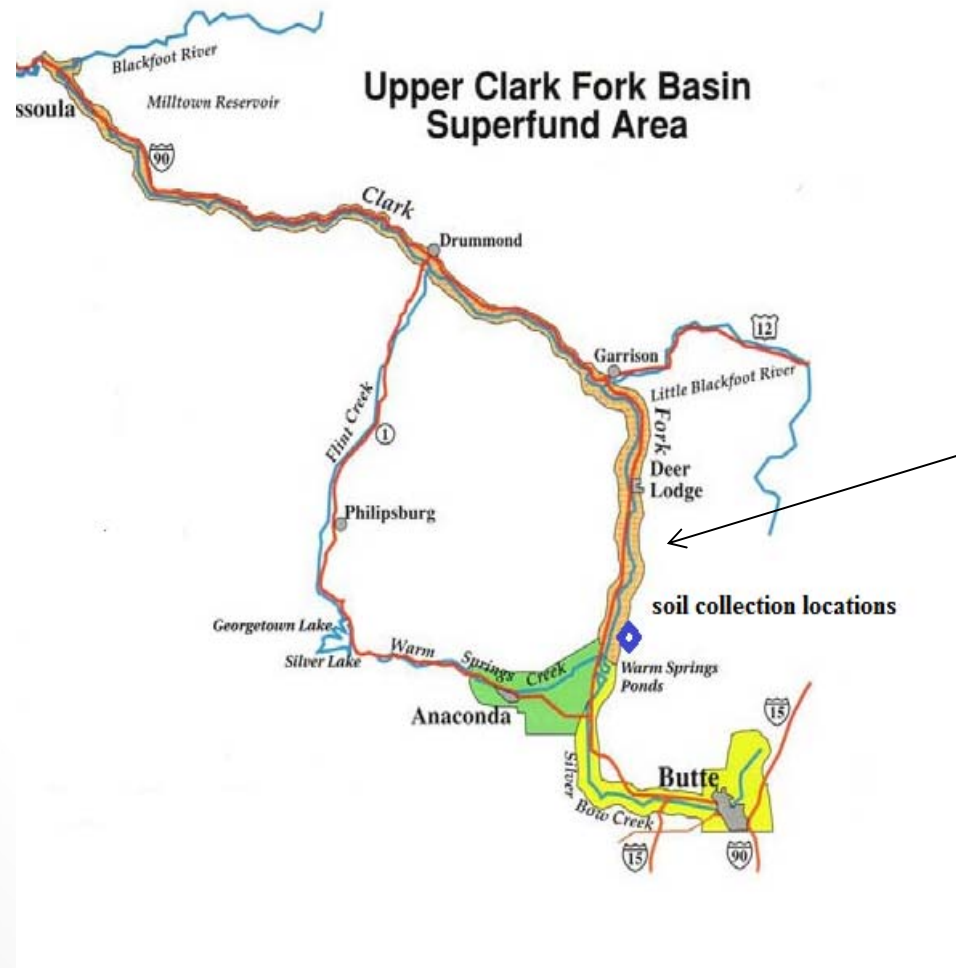 Upper Clark Fork Basin
Superfund Area
Blackfoot River
Milltown Reservoir
ssoula
90
Clark
Drummond
12
Garrison
Little Blackfoot River
Fork
Flint Creek
1
Deer
Lodge
Philipsburg
soil collection locations
Georgetown Lake
Silver Lake
Warm Springs Creek
Warm Springs
Ponds
Anaconda
15
Silver Bow Creek
Butte
15
90